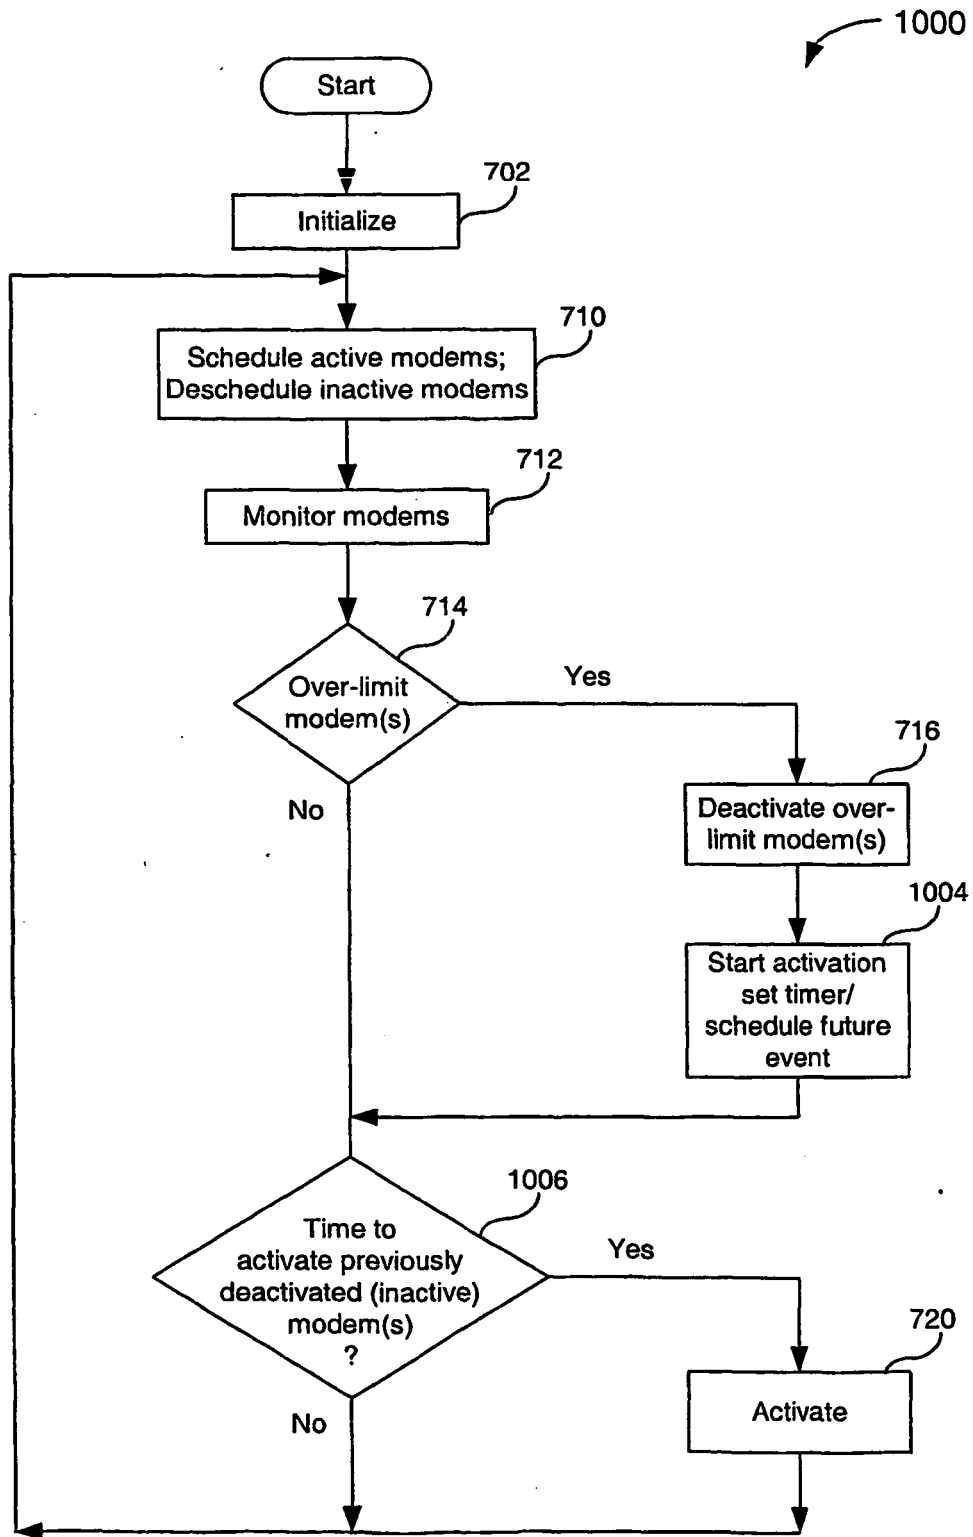 1000
Start
702
Initialize
710
Schedule active modems;
Deschedule inactive modems
712
Monitor modems
714
Over-limit
modem(s)
Yes
No
716
Deactivate over-
limit modem(s)
1004
Start activation
set timer/
schedule future
event
1006
Time to
activate previously
deactivated (inactive)
modem(s)
?
Yes
No
720
Activate